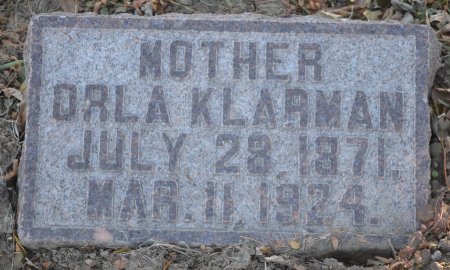 MOTHER
ORLA KLARMAN
JULY 28, 1871.
MAR. 11, 1924.